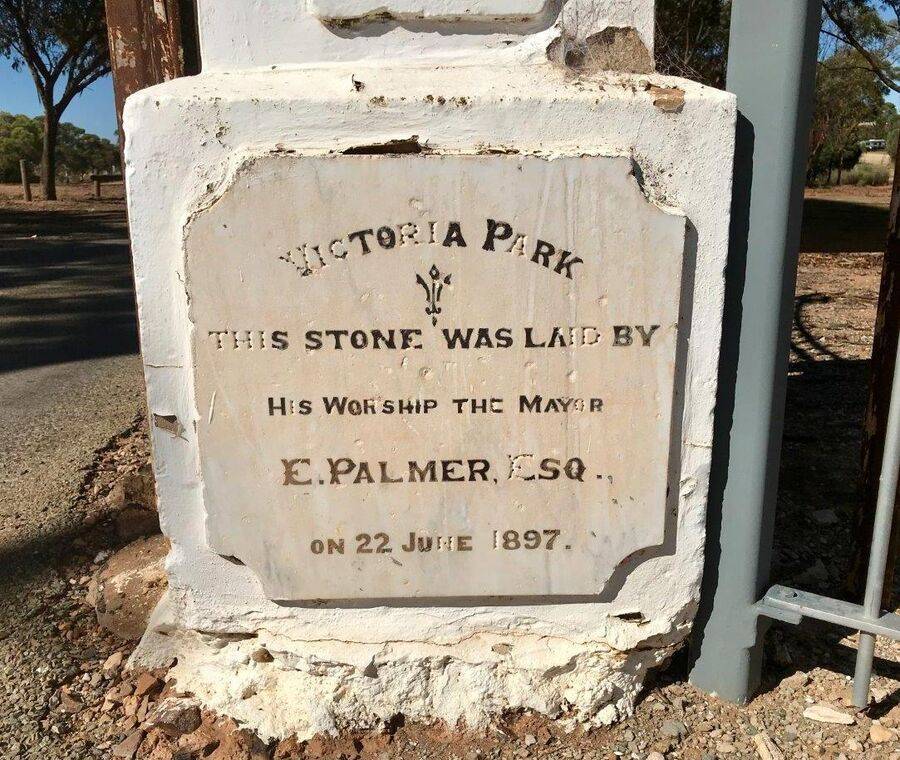 VICTORIA PARK
THIS STONE WAS LAID BY
HIS WORSHIP THE MAYOR
E. PALMER, ESQ.,
ON 22 JUNE 1897.